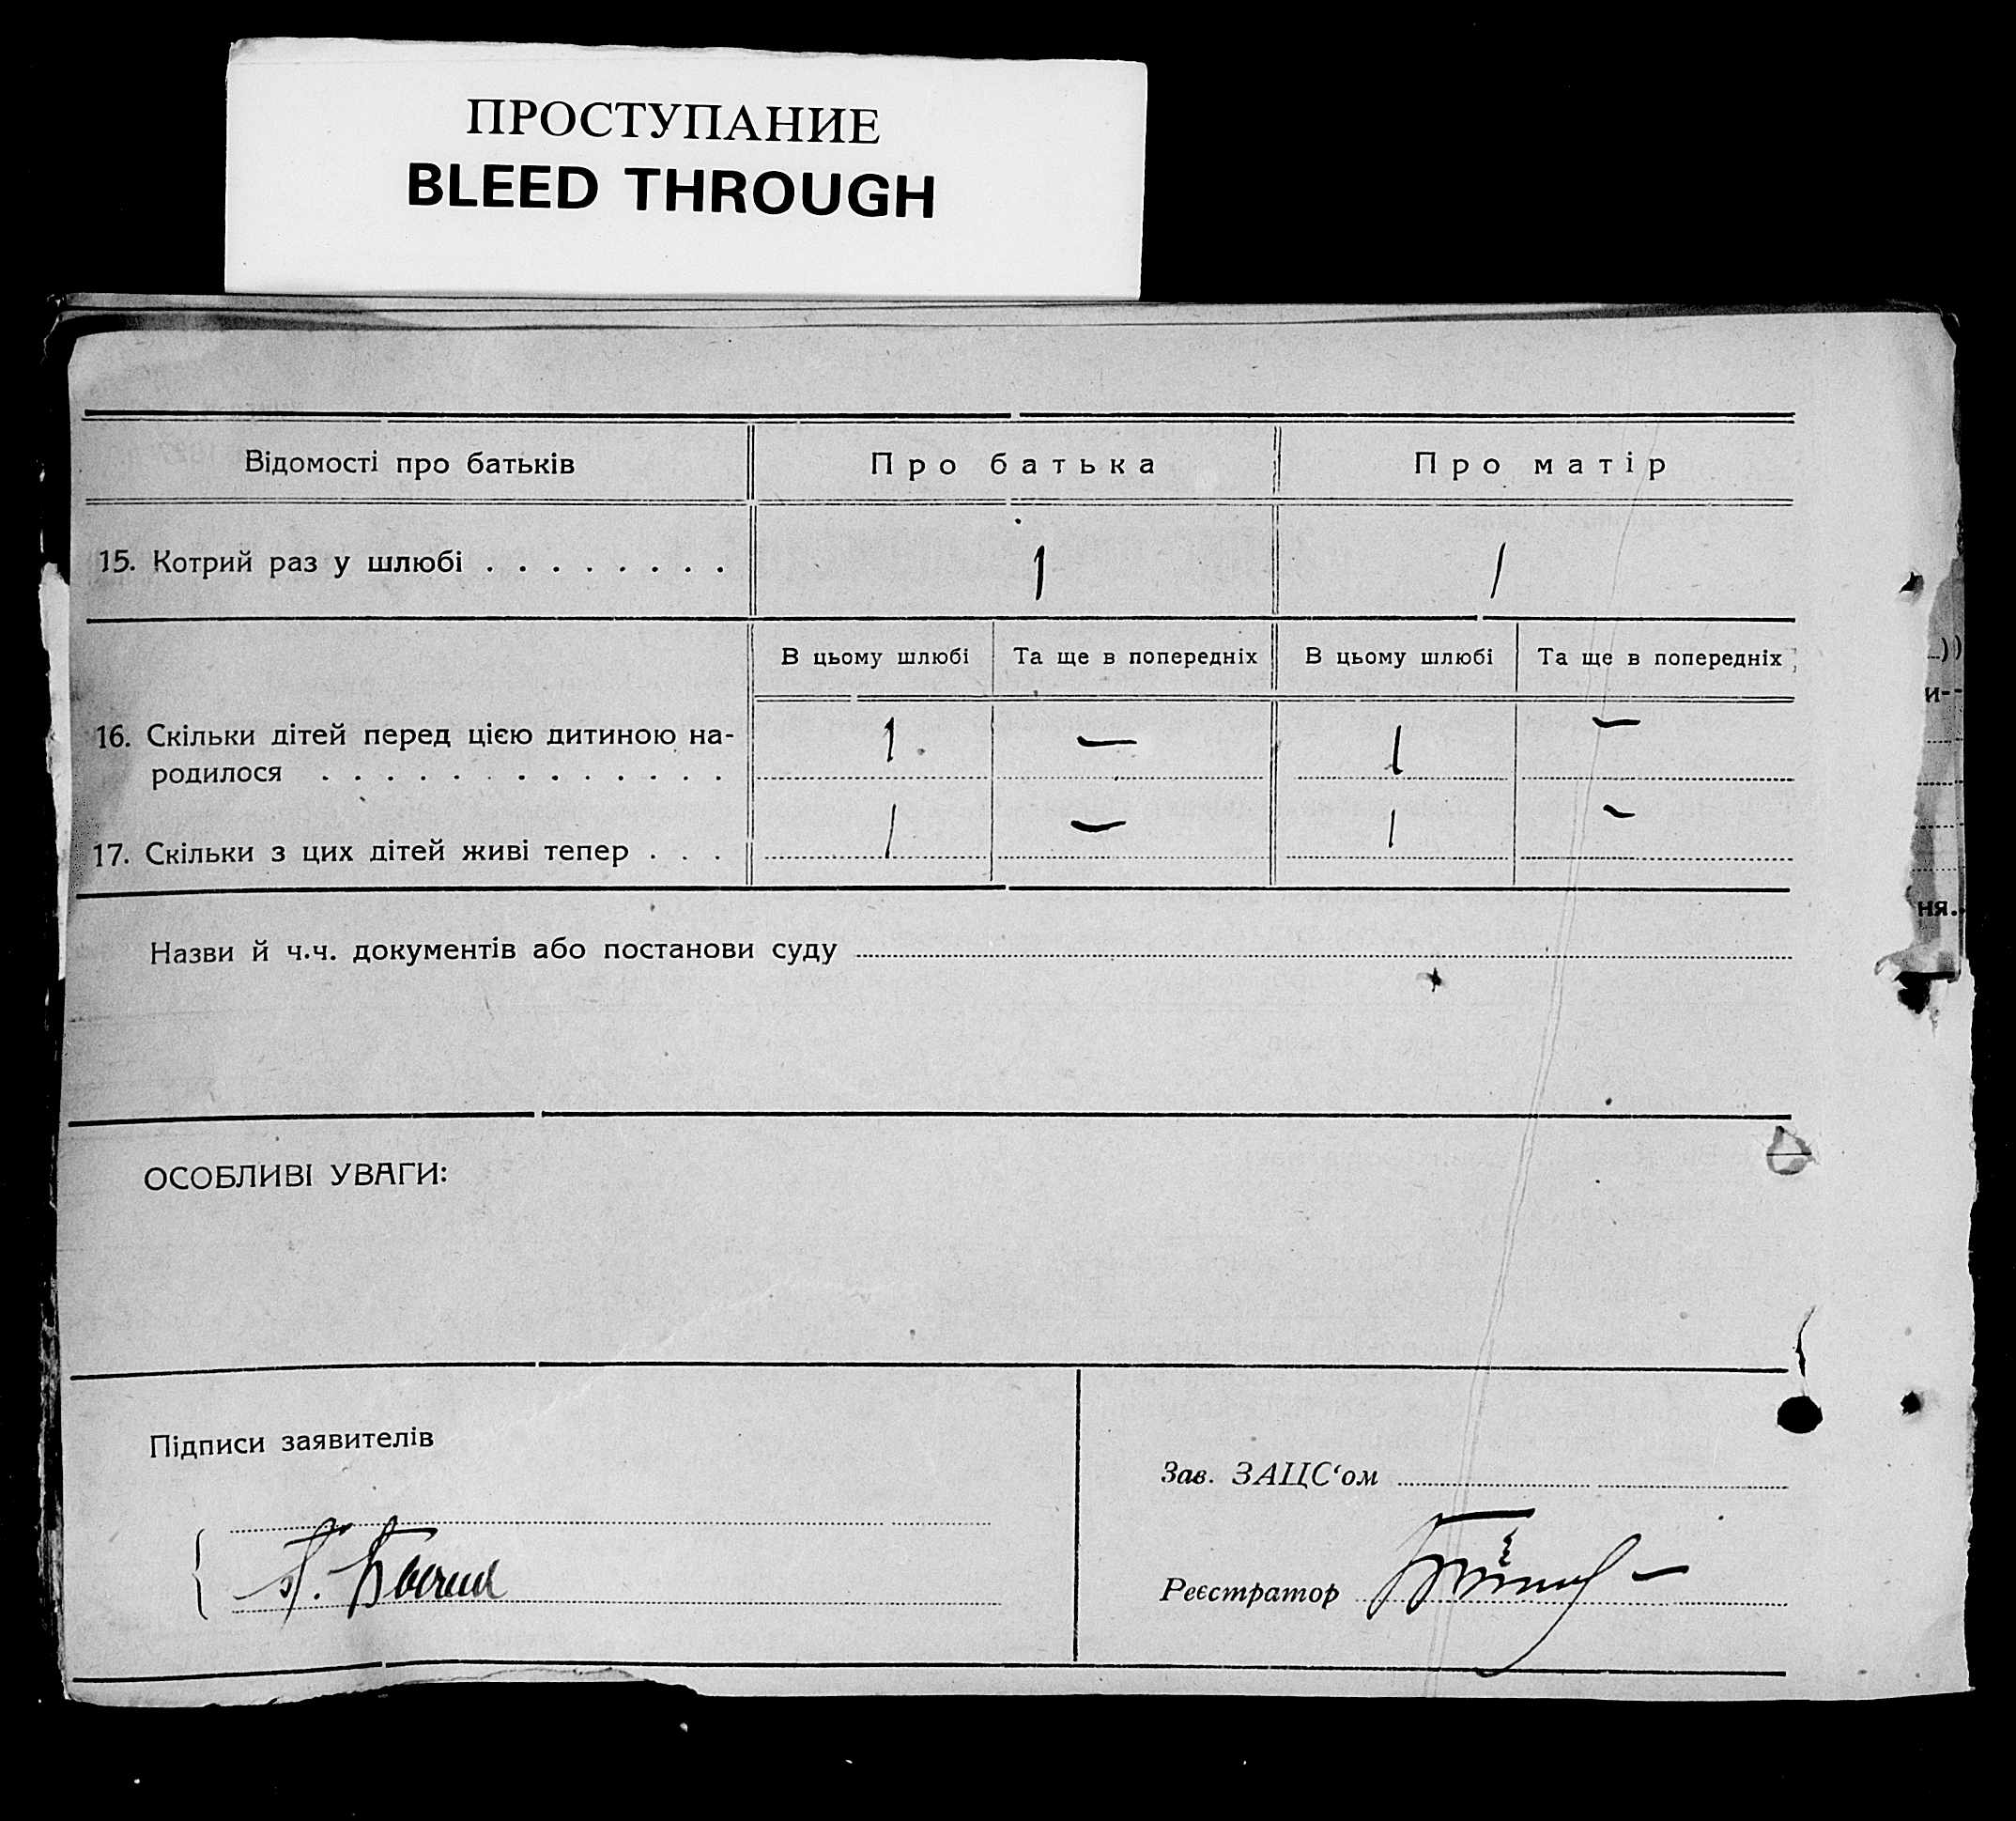 ПРОСТУПАНИЕ
BLEED THROUGH
Відомості про батьків Про батька Про матір
15. Котрий раз у шлюбі . . . . . . . . 1 1
В цьому шлюбі Та ще в попередніх В цьому шлюбі Та ще в попередніх
16. Скільки дітей перед цією дитиною на- 1 — 1 —
родилося . . . . . . . . . . . . .
17. Скільки з цих дітей живі тепер . . . 1 — 1 —
Назви й ч.ч. документів або постанови суду
ОСОБЛИВІ УВАГИ:
Підписи заявителів
Зав. ЗАЦС‘ом
Реєстратор
и-
ня.